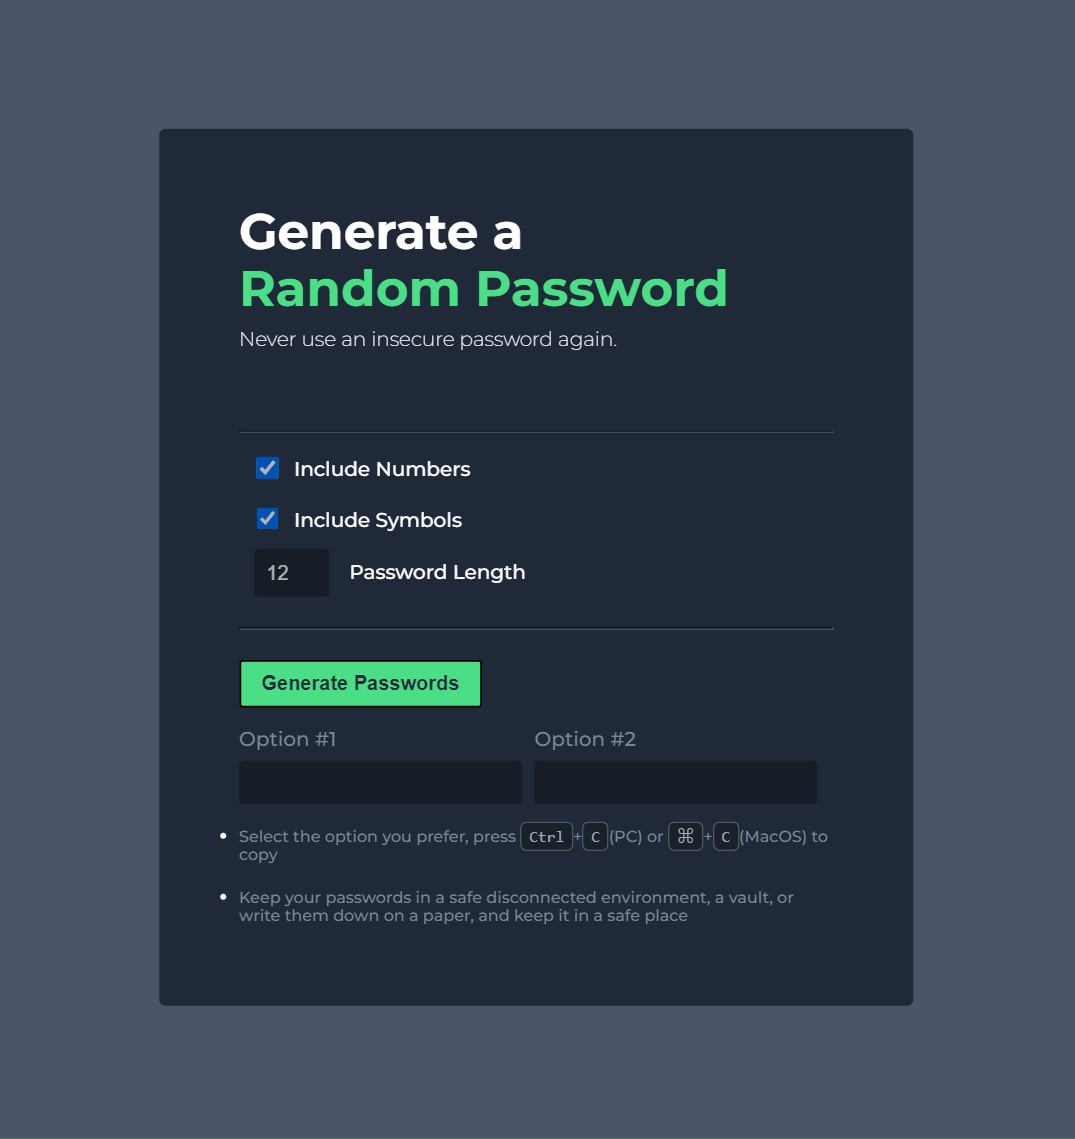 Generate a
Random Password
Never use an insecure password again.
Include Numbers
Include Symbols
12 Password Length
Generate Passwords
Option #1 Option #2
Select the option you prefer, press Ctrl+C(PC) or ⌘+C(MacOS) to
copy
Keep your passwords in a safe disconnected environment, a vault, or
write them down on a paper, and keep it in a safe place